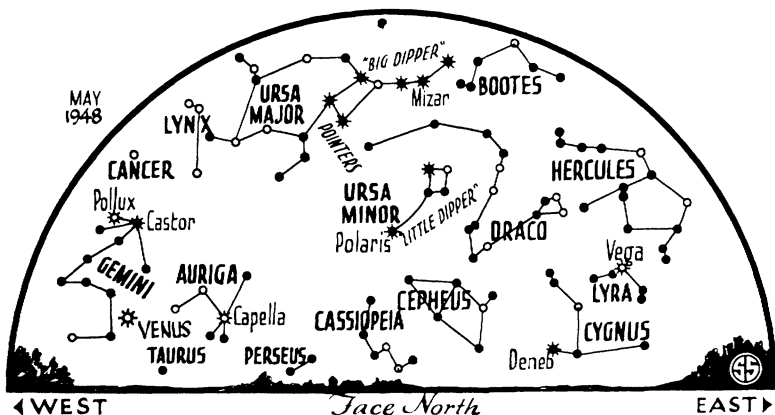 "BIG DIPPER"
BOOTES
Mizar
URSA
MAJOR
MAY
1948
LYNX
POINTERS
CANCER
HERCULES
Pollux
Castor
URSA
MINOR
"LITTLE DIPPER"
Polaris
DRACO
GEMINI
AURIGA
Vega
LYRA
CEPHEUS
Capella
CASSIOPEIA
VENUS
CYGNUS
TAURUS
PERSEUS
Deneb
SS
WEST
Face North
EAST